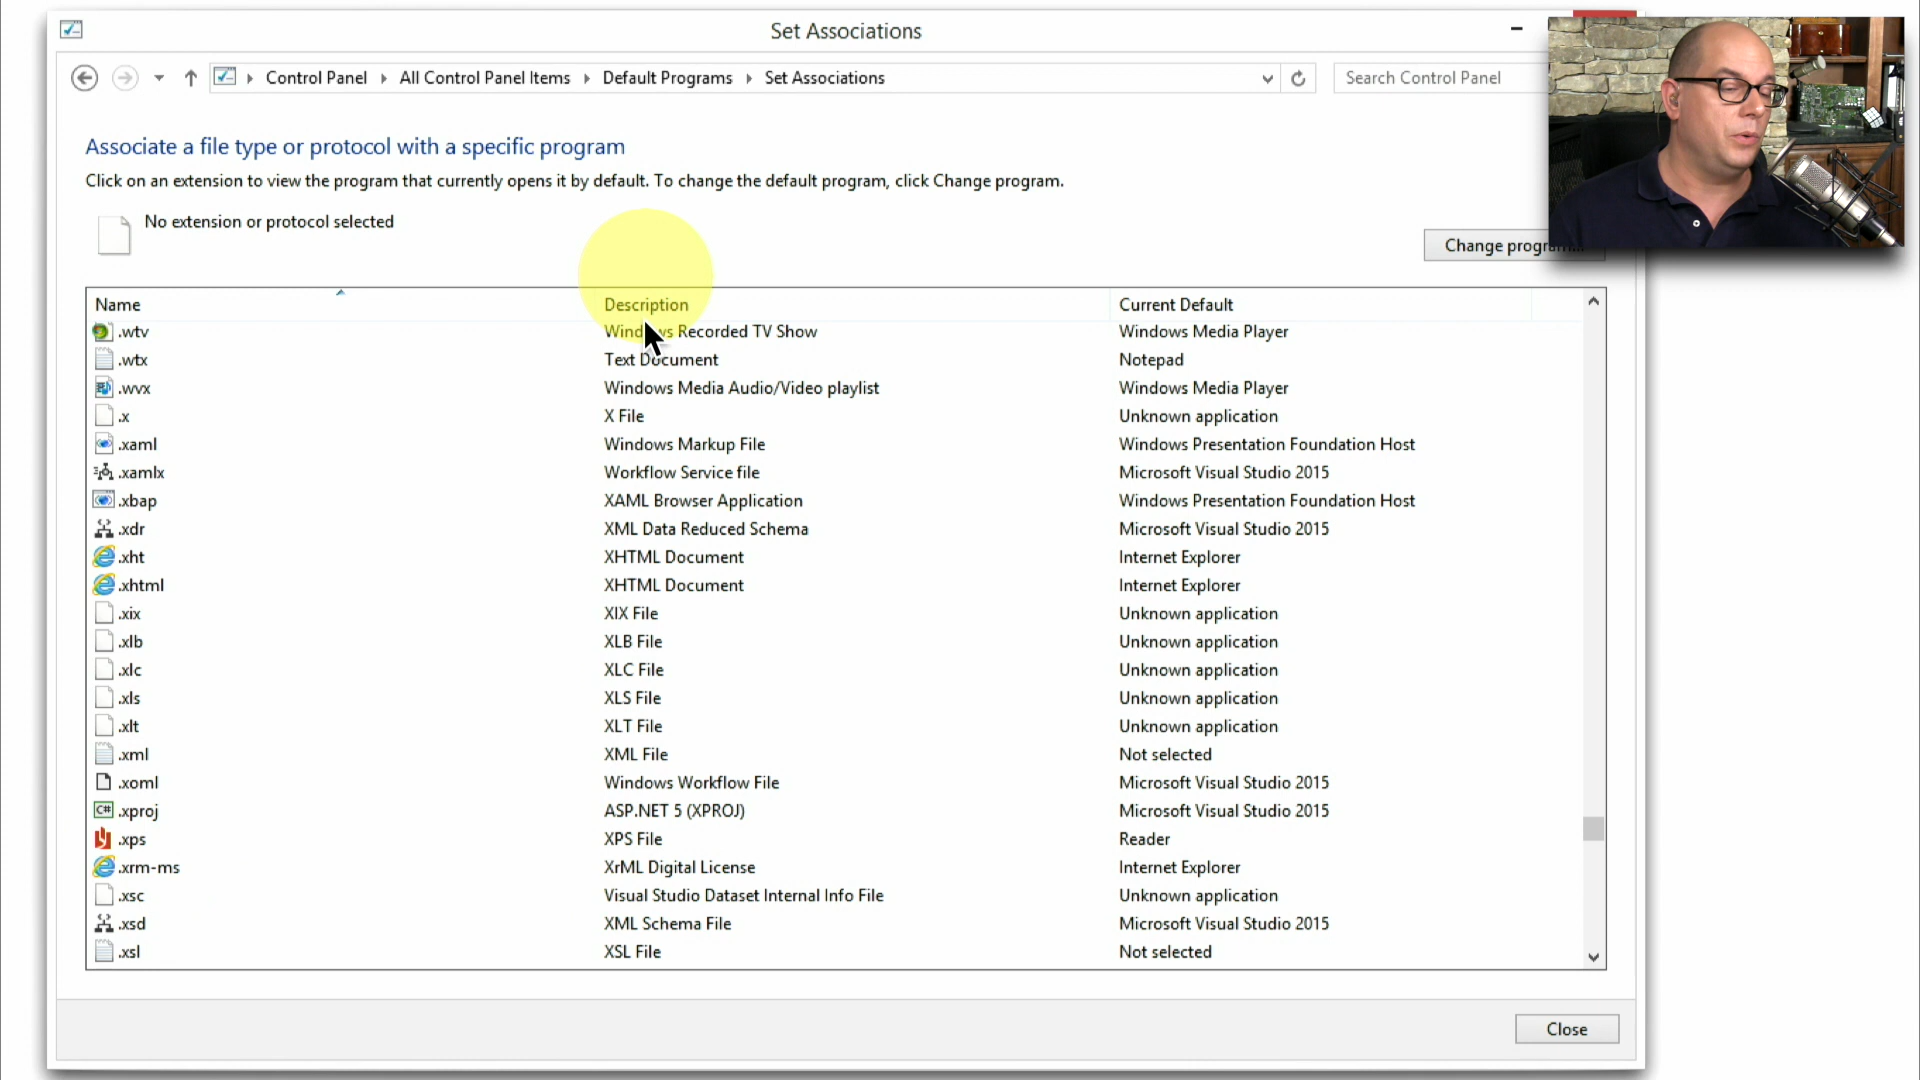 Set Associations
Control Panel All Control Panel Items Default Programs Set Associations
Search Control Panel
Associate a file type or protocol with a specific program
Click on an extension to view the program that currently opens it by default. To change the default program, click Change program.
No extension or protocol selected
Change program...
Name Description Current Default
.wtv Windows Recorded TV Show Windows Media Player
.wtx Text Document Notepad
.wvx Windows Media Audio/Video playlist Windows Media Player
.x X File Unknown application
.xaml Windows Markup File Windows Presentation Foundation Host
.xamlx Workflow Service file Microsoft Visual Studio 2015
.xbap XAML Browser Application Windows Presentation Foundation Host
.xdr XML Data Reduced Schema Microsoft Visual Studio 2015
.xht XHTML Document Internet Explorer
.xhtml XHTML Document Internet Explorer
.xix XIX File Unknown application
.xlb XLB File Unknown application
.xlc XLC File Unknown application
.xls XLS File Unknown application
.xlt XLT File Unknown application
.xml XML File Not selected
.xoml Windows Workflow File Microsoft Visual Studio 2015
C# .xproj ASP.NET 5 (XPROJ) Microsoft Visual Studio 2015
.xps XPS File Reader
.xrm-ms XrML Digital License Internet Explorer
.xsc Visual Studio Dataset Internal Info File Unknown application
.xsd XML Schema File Microsoft Visual Studio 2015
.xsl XSL File Not selected
Close